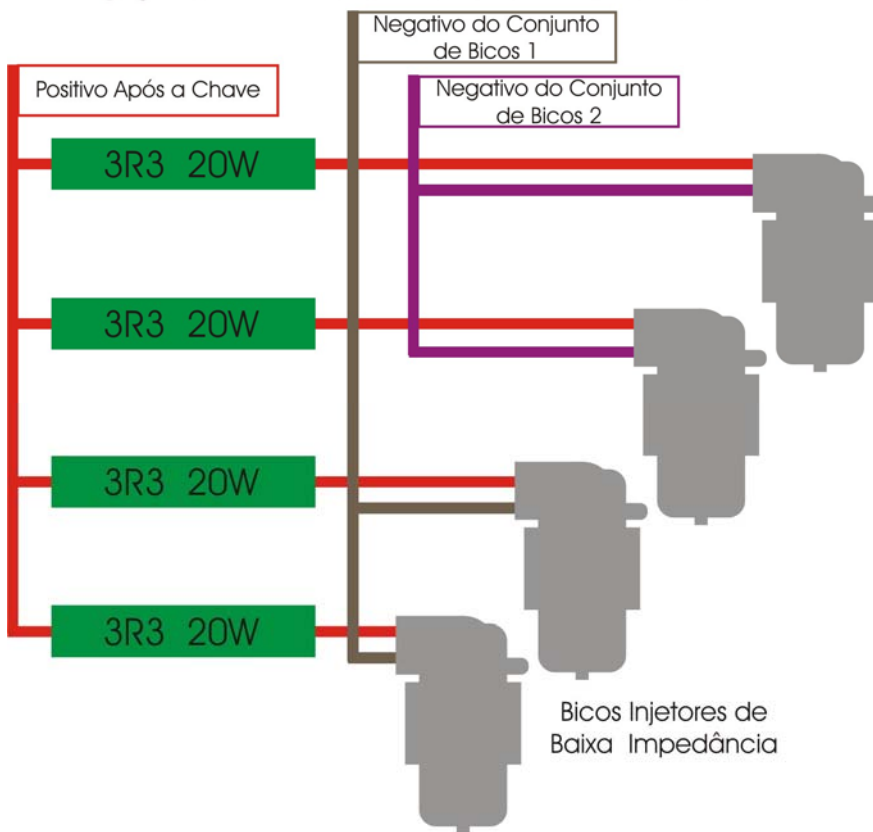 Negativo do Conjunto
de Bicos 1
Positivo Após a Chave
Negativo do Conjunto
de Bicos 2
3R3 20W
3R3 20W
3R3 20W
3R3 20W
Bicos Injetores de
Baixa Impedância